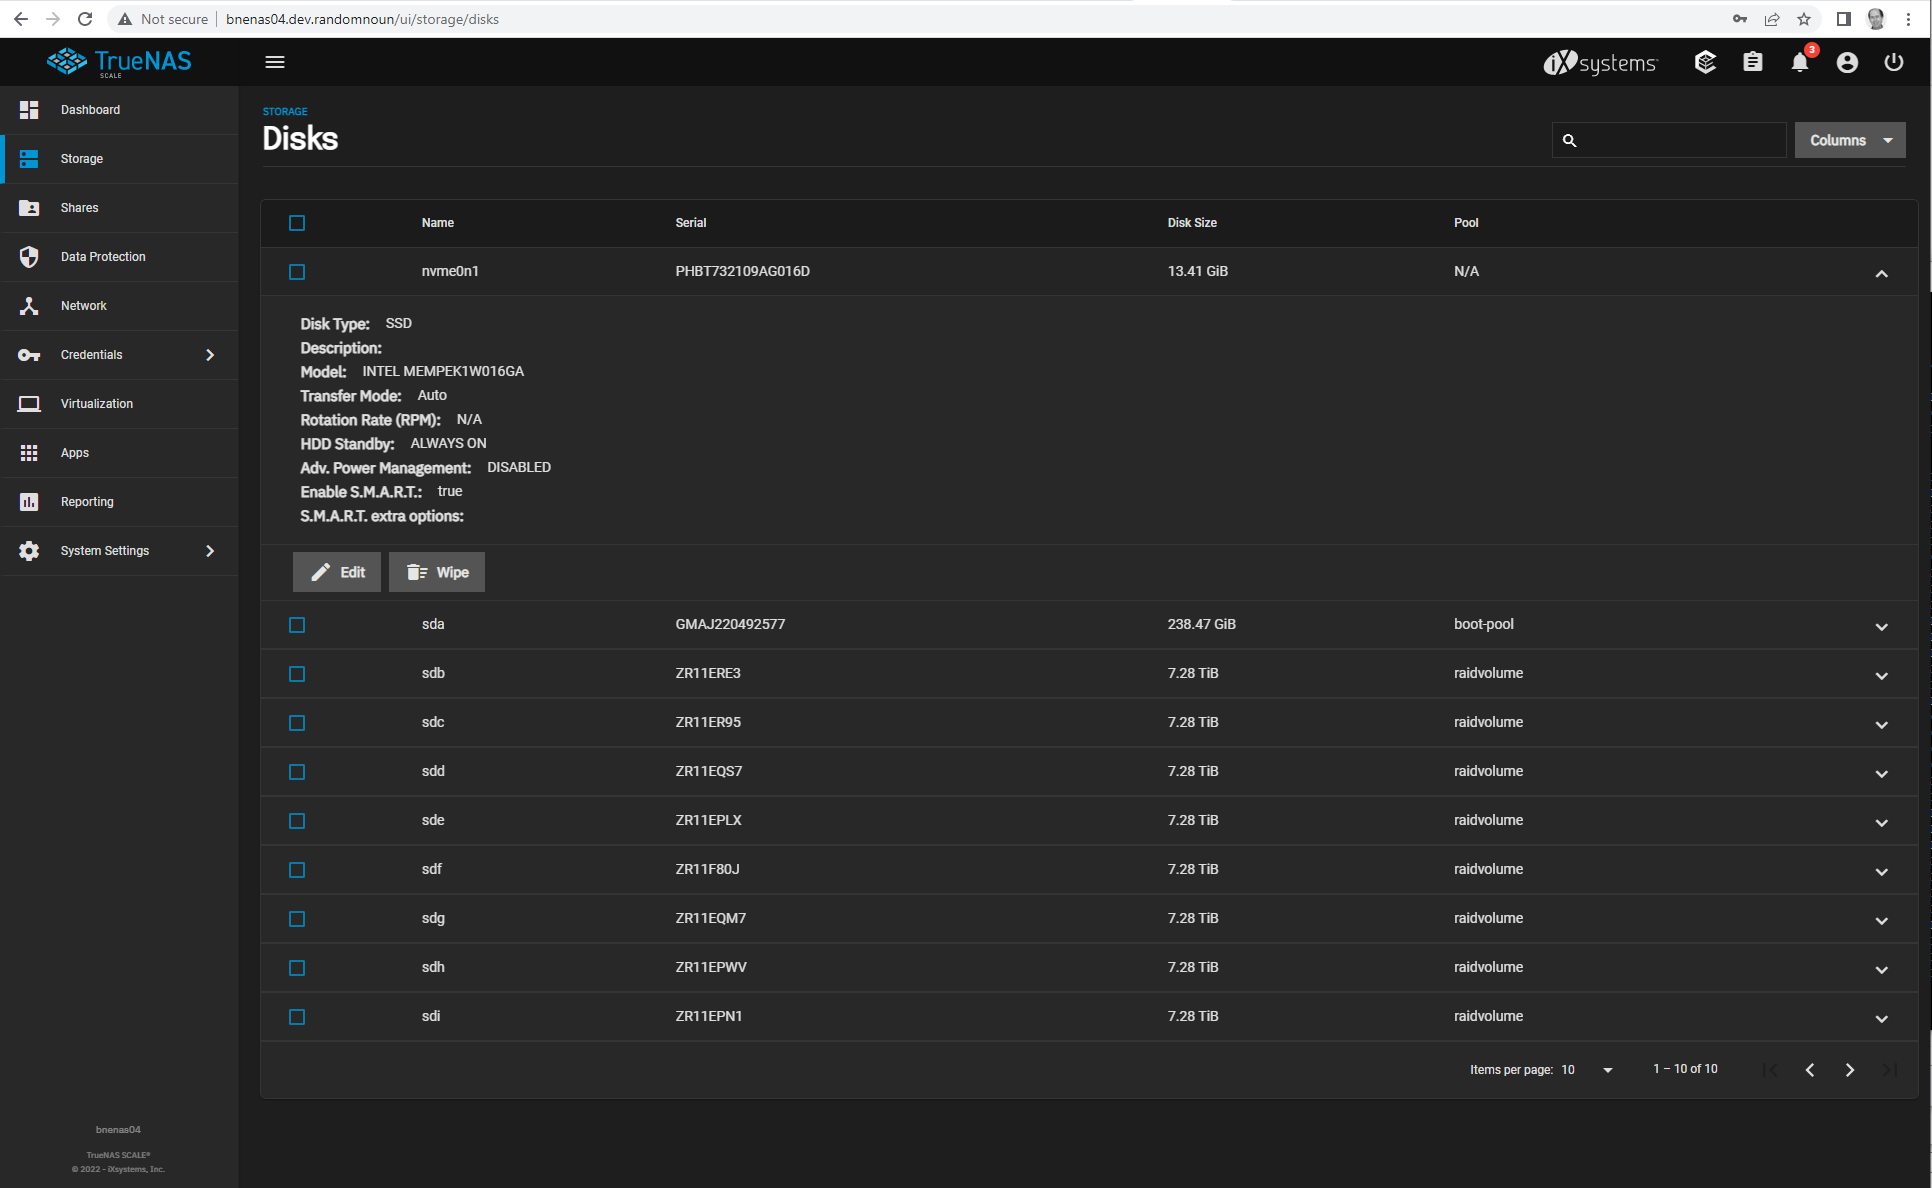 Not secure | bnenas04.dev.randomnoun/ui/storage/disks
TrueNAS
SCALE
iXsystems
3
Dashboard
Storage
Shares
Data Protection
Network
Credentials
Virtualization
Apps
Reporting
System Settings
STORAGE
Disks
Columns
Name Serial Disk Size Pool
nvme0n1 PHBT732109AG016D 13.41 GiB N/A
Disk Type: SSD
Description:
Model: INTEL MEMPEK1W016GA
Transfer Mode: Auto
Rotation Rate (RPM): N/A
HDD Standby: ALWAYS ON
Adv. Power Management: DISABLED
Enable S.M.A.R.T.: true
S.M.A.R.T. extra options:
Edit Wipe
sda GMAJ220492577 238.47 GiB boot-pool
sdb ZR11ERE3 7.28 TiB raidvolume
sdc ZR11ER95 7.28 TiB raidvolume
sdd ZR11EQS7 7.28 TiB raidvolume
sde ZR11EPLX 7.28 TiB raidvolume
sdf ZR11F80J 7.28 TiB raidvolume
sdg ZR11EQM7 7.28 TiB raidvolume
sdh ZR11EPWV 7.28 TiB raidvolume
sdi ZR11EPN1 7.28 TiB raidvolume
Items per page: 10 1 – 10 of 10
bnenas04
TrueNAS SCALE®
© 2022 - iXsystems, Inc.